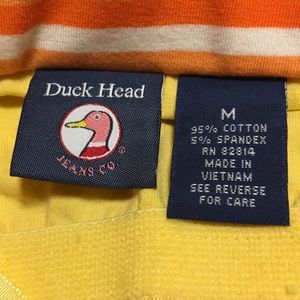 Duck Head
JEANS CO.®
M
95% COTTON
5% SPANDEX
RN 82814
MADE IN
VIETNAM
SEE REVERSE
FOR CARE